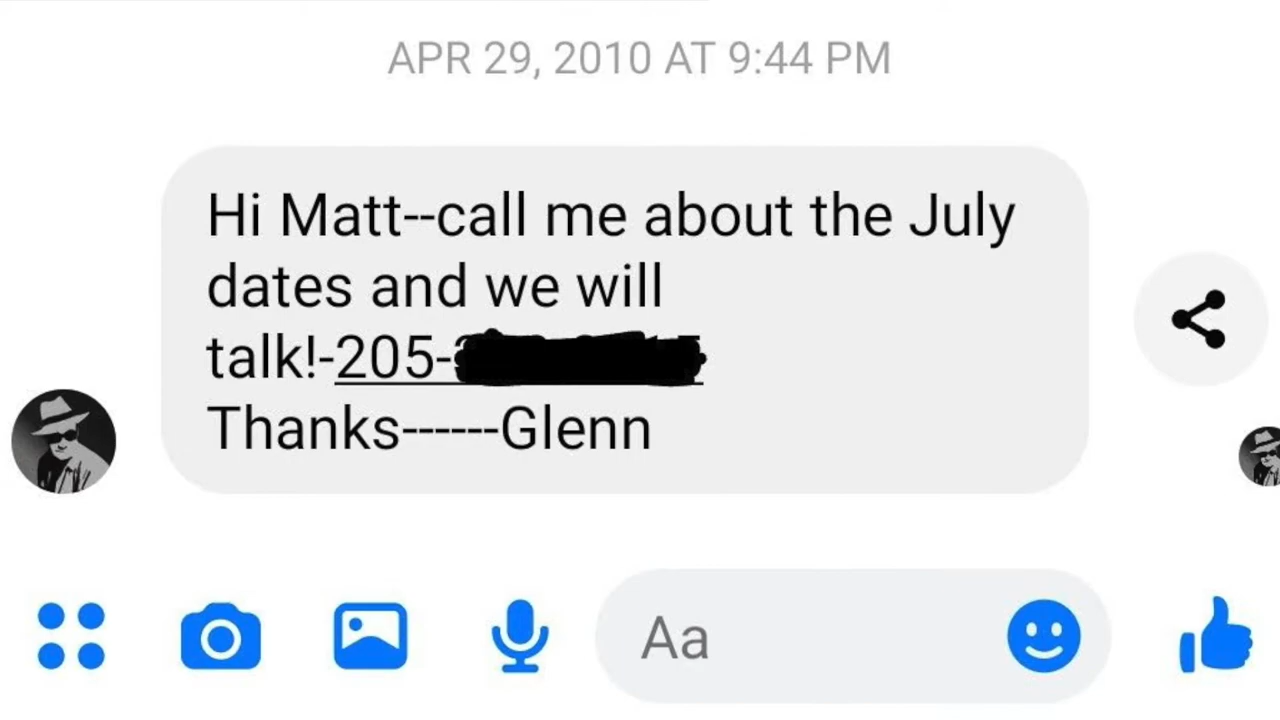 APR 29, 2010 AT 9:44 PM
Hi Matt--call me about the July
dates and we will
talk!-205-
Thanks------Glenn
Aa